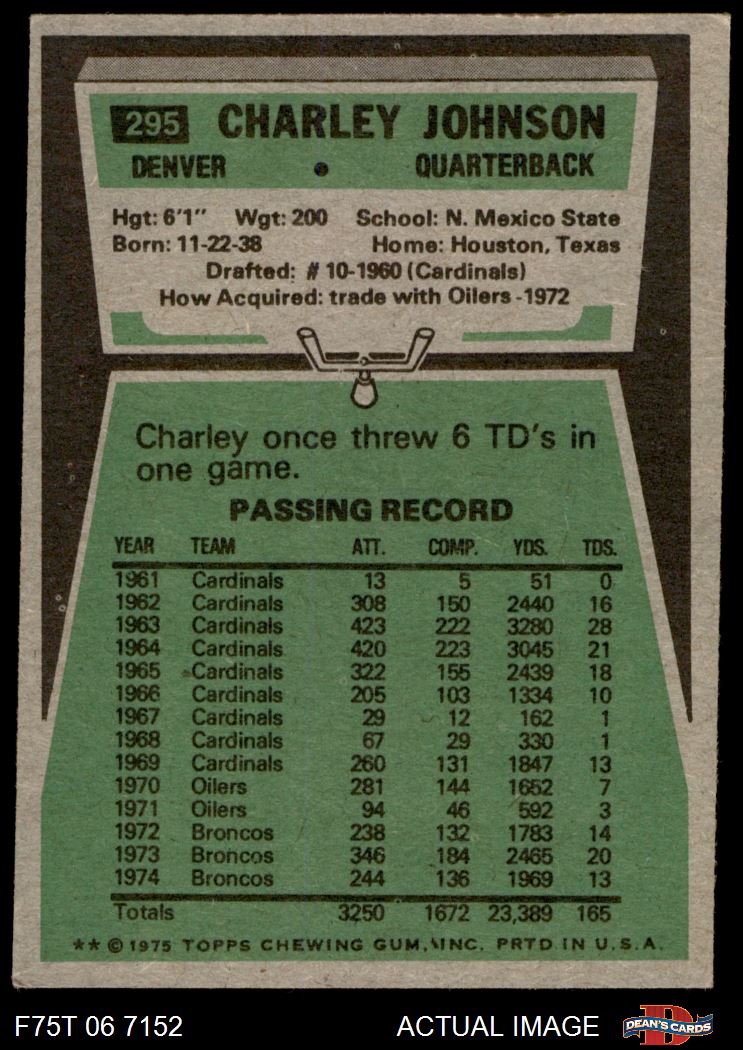 295 CHARLEY JOHNSON
DENVER • QUARTERBACK
Hgt: 6'1" Wgt: 200 School: N. Mexico State
Born: 11-22-38 Home: Houston, Texas
Drafted: # 10-1960 (Cardinals)
How Acquired: trade with Oilers -1972
Charley once threw 6 TD's in
one game.
PASSING RECORD
YEAR TEAM ATT. COMP. YDS. TDS.
1961 Cardinals 13 5 51 0
1962 Cardinals 308 150 2440 16
1963 Cardinals 423 222 3280 28
1964 Cardinals 420 223 3045 21
1965 Cardinals 322 155 2439 18
1966 Cardinals 205 103 1334 10
1967 Cardinals 29 12 162 1
1968 Cardinals 67 29 330 1
1969 Cardinals 260 131 1847 13
1970 Oilers 281 144 1652 7
1971 Oilers 94 46 592 3
1972 Broncos 238 132 1783 14
1973 Broncos 346 184 2465 20
1974 Broncos 244 136 1969 13
Totals 3250 1672 23,389 165
** © 1975 TOPPS CHEWING GUM, INC. PRTD. IN U.S.A.
F75T 06 7152 ACTUAL IMAGE D DEAN'S CARDS